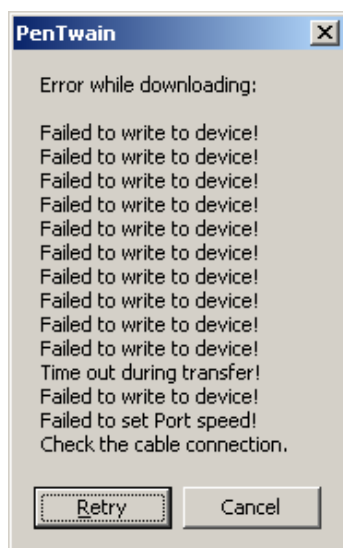 PenTwain
Error while downloading:
Failed to write to device!
Failed to write to device!
Failed to write to device!
Failed to write to device!
Failed to write to device!
Failed to write to device!
Failed to write to device!
Failed to write to device!
Failed to write to device!
Failed to write to device!
Time out during transfer!
Failed to write to device!
Failed to set Port speed!
Check the cable connection.
Retry
Cancel